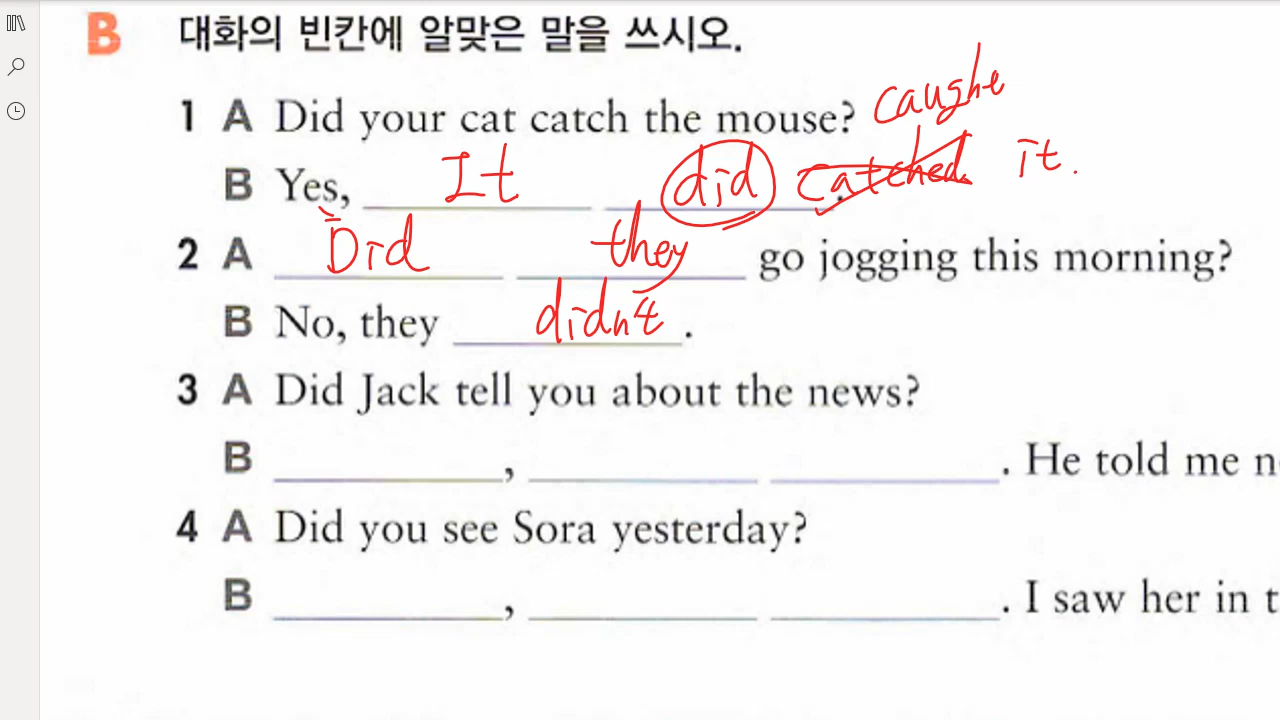 B 대화의 빈칸에 알맞은 말을 쓰시오.
1 A Did your cat catch the mouse? caught
B Yes, It did catched it.
2 A Did they go jogging this morning?
B No, they didn't.
3 A Did Jack tell you about the news?
B , . He told me n
4 A Did you see Sora yesterday?
B , . I saw her in t